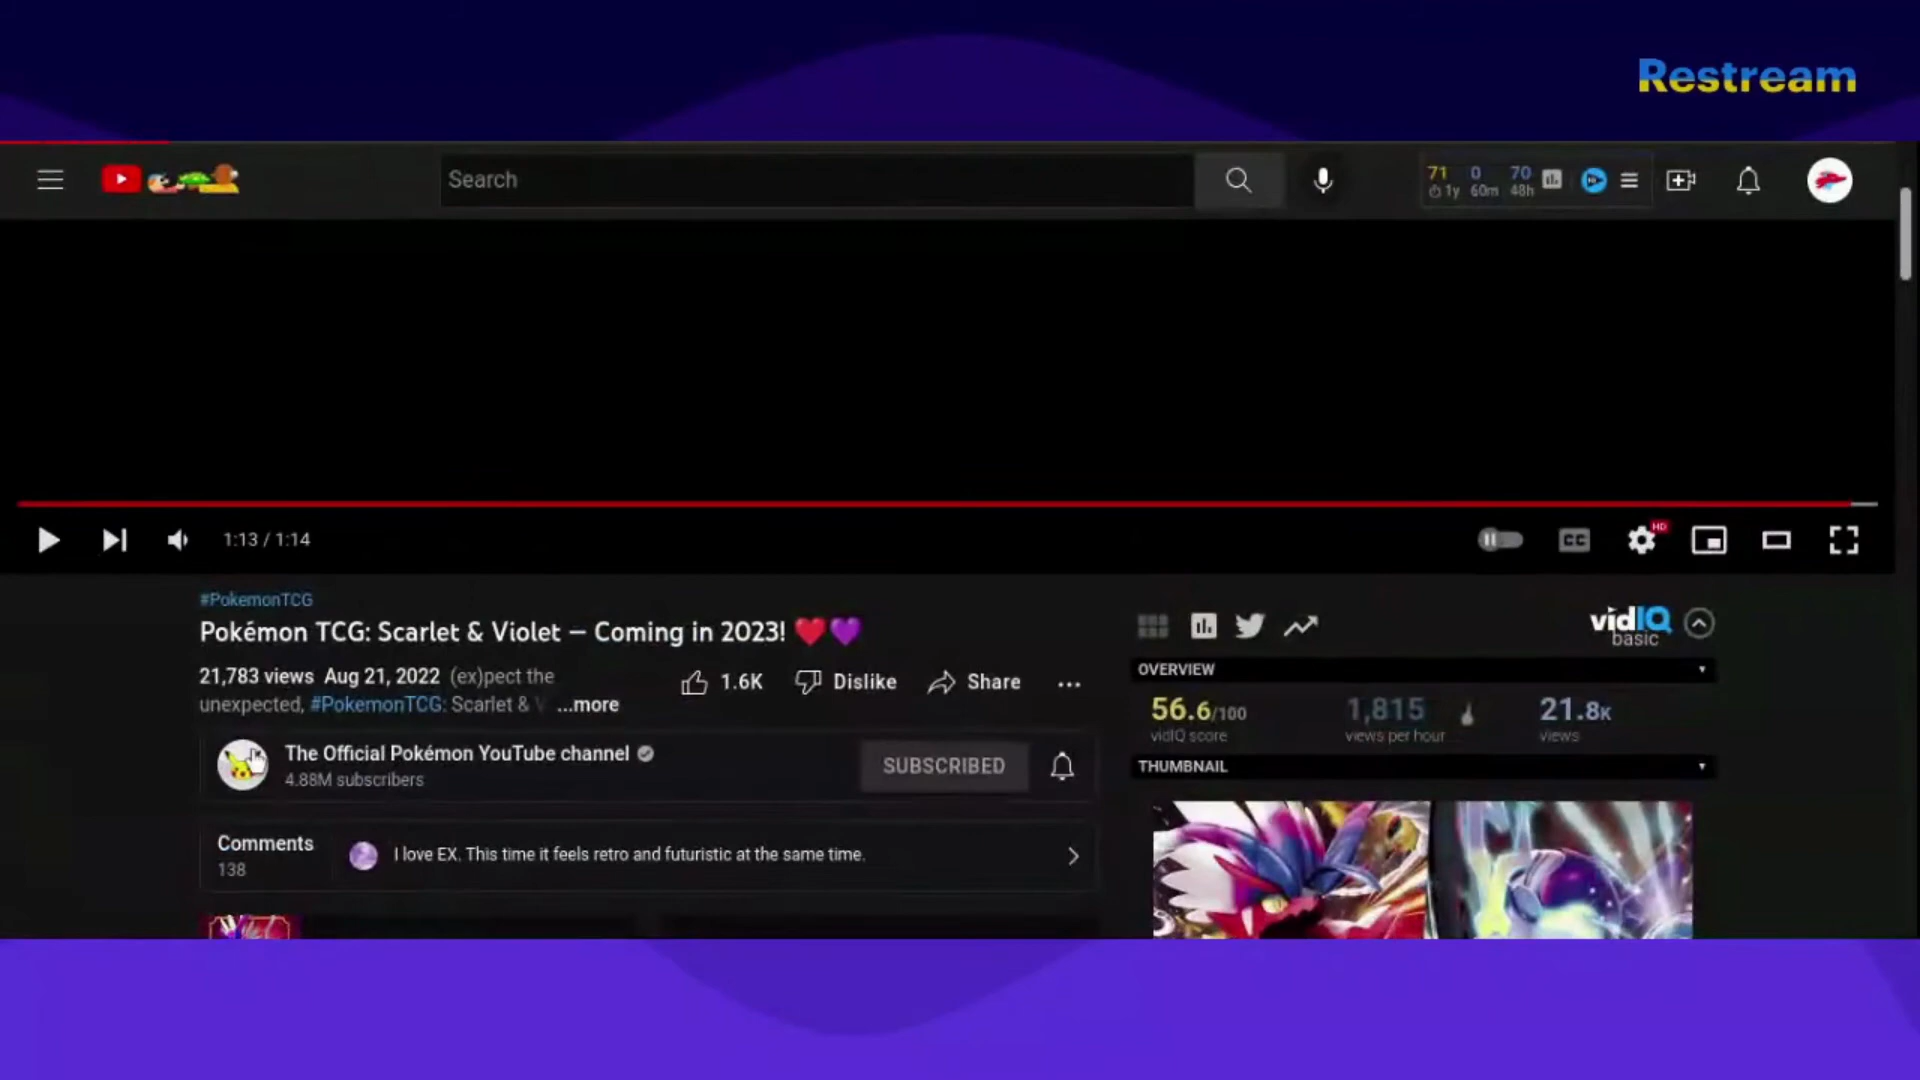 Restream
Search
71 0 70
1y 60m 48h
HD
CC
1:13 / 1:14
#PokemonTCG
Pokémon TCG: Scarlet & Violet – Coming in 2023! ❤️💜
21,783 views Aug 21, 2022 (ex)pect the
unexpected, #PokemonTCG: Scarlet & V ...more
1.6K Dislike Share
The Official Pokémon YouTube channel
4.88M subscribers
SUBSCRIBED
Comments
138
I love EX. This time it feels retro and futuristic at the same time.
vidIQ
basic
OVERVIEW
56.6/100 1,815 21.8K
vidIQ score views per hour views
THUMBNAIL